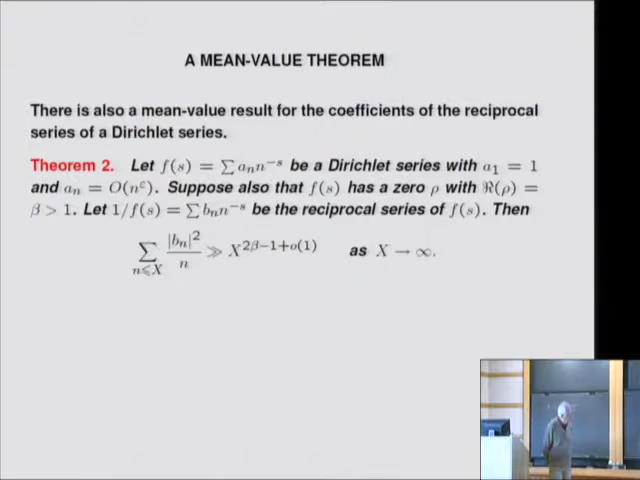 A MEAN-VALUE THEOREM
There is also a mean-value result for the coefficients of the reciprocal
series of a Dirichlet series.
Theorem 2. Let f(s) = ∑ aₙn⁻ˢ be a Dirichlet series with a₁ = 1
and aₙ = O(n^ε). Suppose also that f(s) has a zero ρ with ℜ(ρ) =
β > 1. Let 1/f(s) = ∑ bₙn⁻ˢ be the reciprocal series of f(s). Then
∑_{n⩽X} |bₙ|²/n ≫ X^{2β−1+o(1)} as X → ∞.